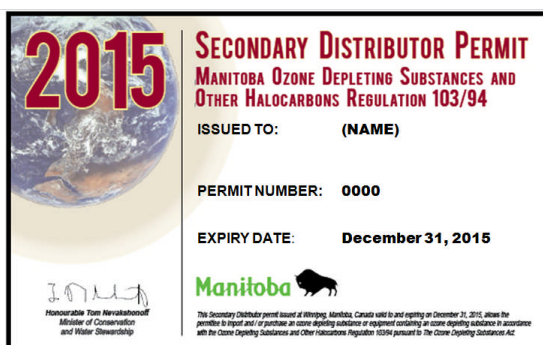 2015
SECONDARY DISTRIBUTOR PERMIT
MANITOBA OZONE DEPLETING SUBSTANCES AND
OTHER HALOCARBONS REGULATION 103/94
ISSUED TO: (NAME)
PERMIT NUMBER: 0000
EXPIRY DATE: December 31, 2015
Manitoba
Honourable Tom Nevakshonoff
Minister of Conservation
and Water Stewardship
This Secondary Distributor permit issued at Winnipeg, Manitoba, Canada valid to and expiring on December 31, 2015, allows the
permittee to import and / or purchase an ozone depleting substance or equipment containing an ozone depleting substance in accordance
with the Ozone Depleting Substances and Other Halocarbons Regulation 103/94 pursuant to The Ozone Depleting Substances Act.